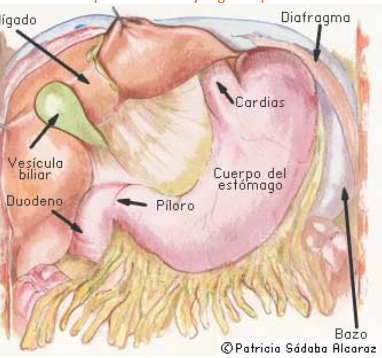 ígado
Diafragma
Cardias
Vesícula
biliar
Cuerpo del
estómago
Duodeno
Píloro
Bazo
©Patricia Sádaba Alcaraz